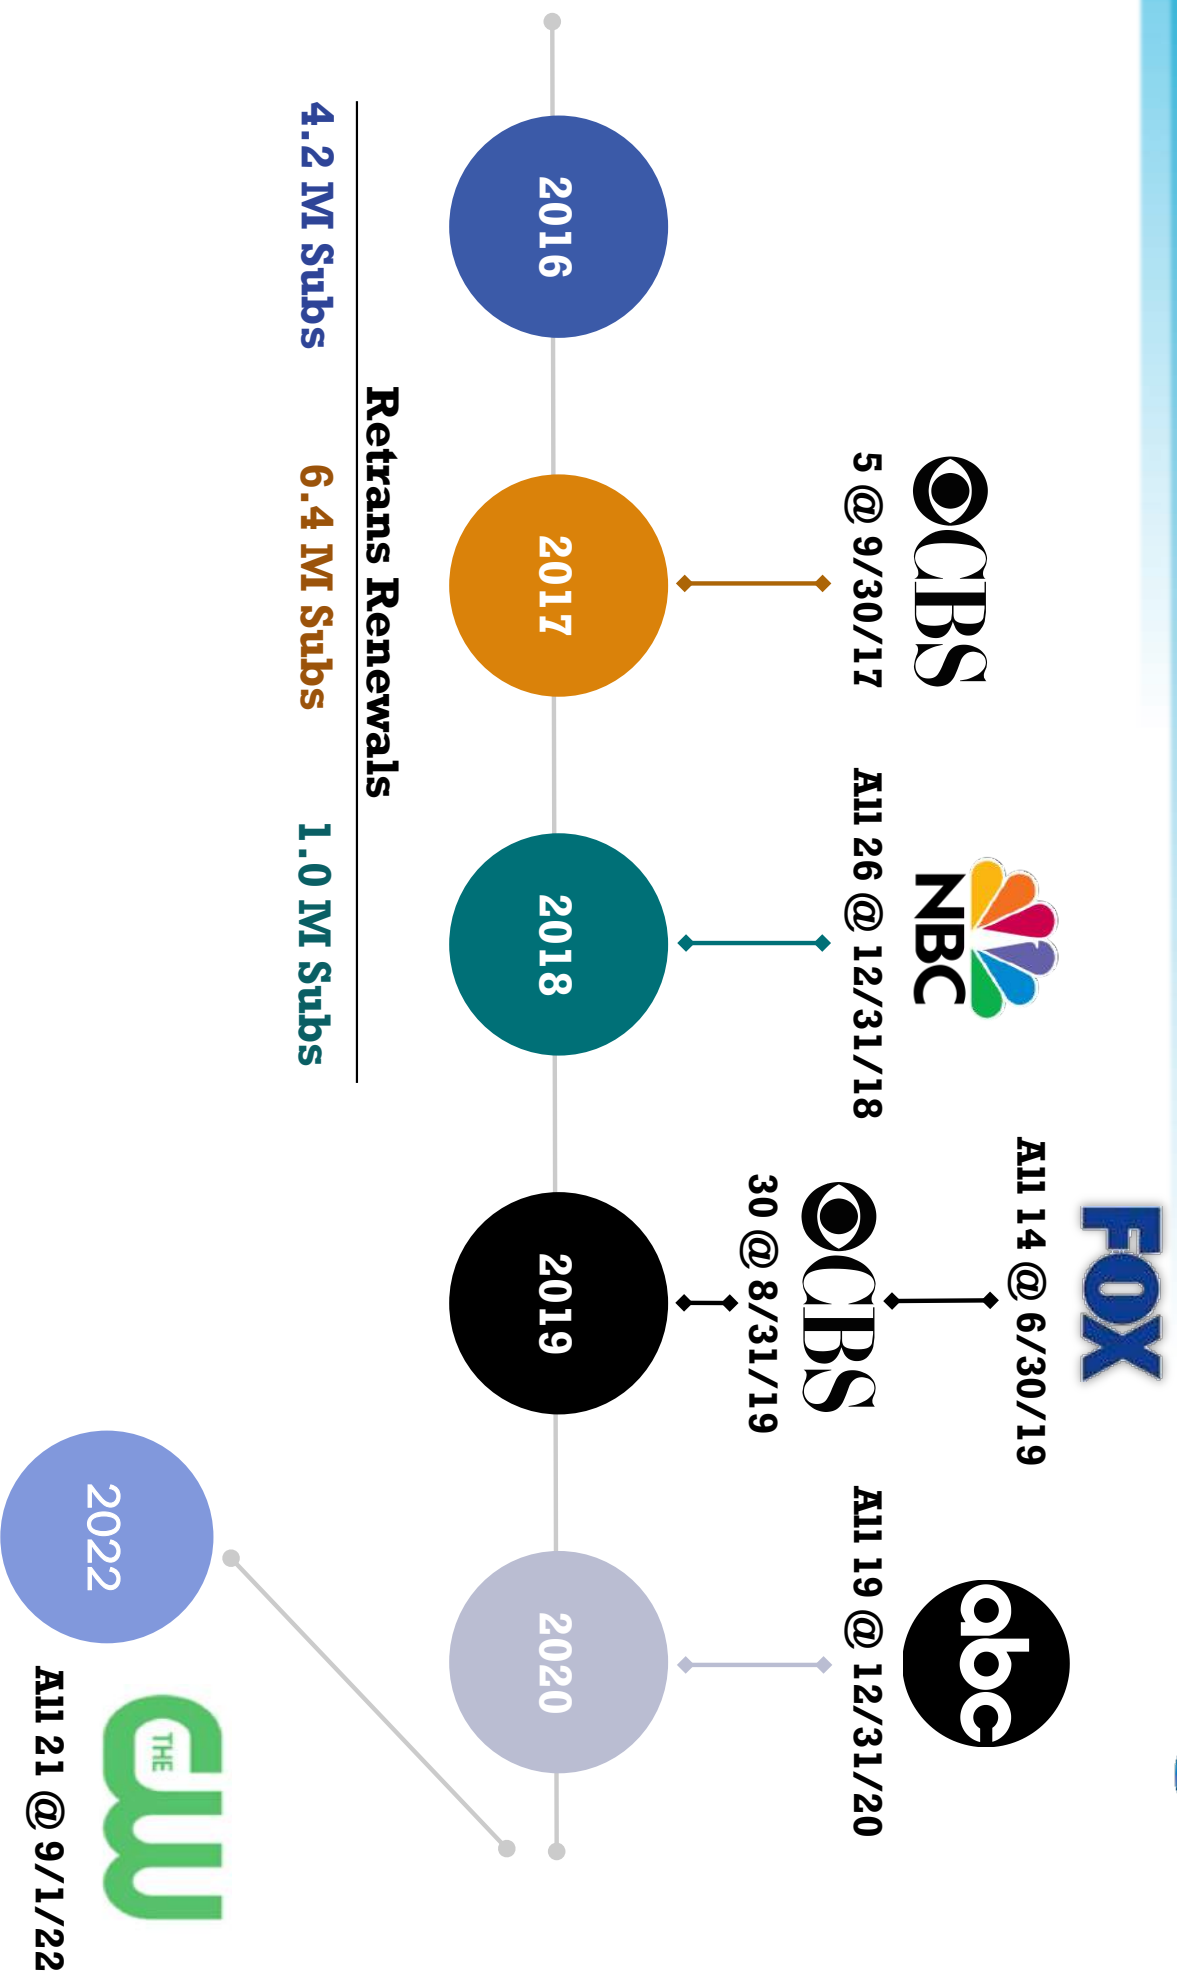 FOX
All 14 @ 6/30/19
CBS
5 @ 9/30/17
NBC
All 26 @ 12/31/18
CBS
30 @ 8/31/19
abc
All 19 @ 12/31/20
2016
2017
2018
2019
2020
Retrans Renewals
4.2 M Subs
6.4 M Subs
1.0 M Subs
2022
THE
CW
All 21 @ 9/1/22